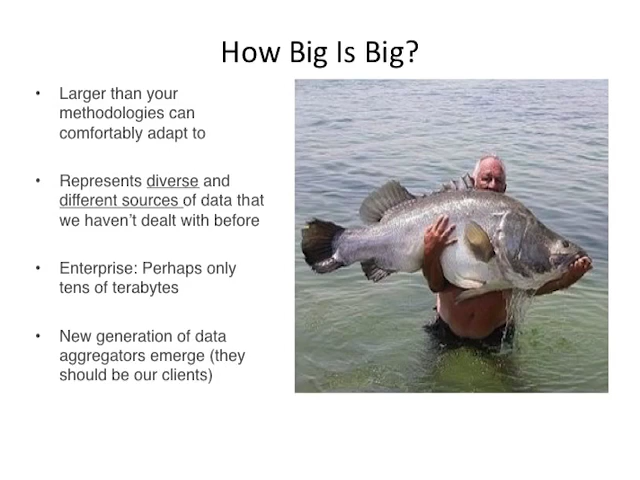 How Big Is Big?
• Larger than your
methodologies can
comfortably adapt to
• Represents diverse and
different sources of data that
we haven’t dealt with before
• Enterprise: Perhaps only
tens of terabytes
• New generation of data
aggregators emerge (they
should be our clients)